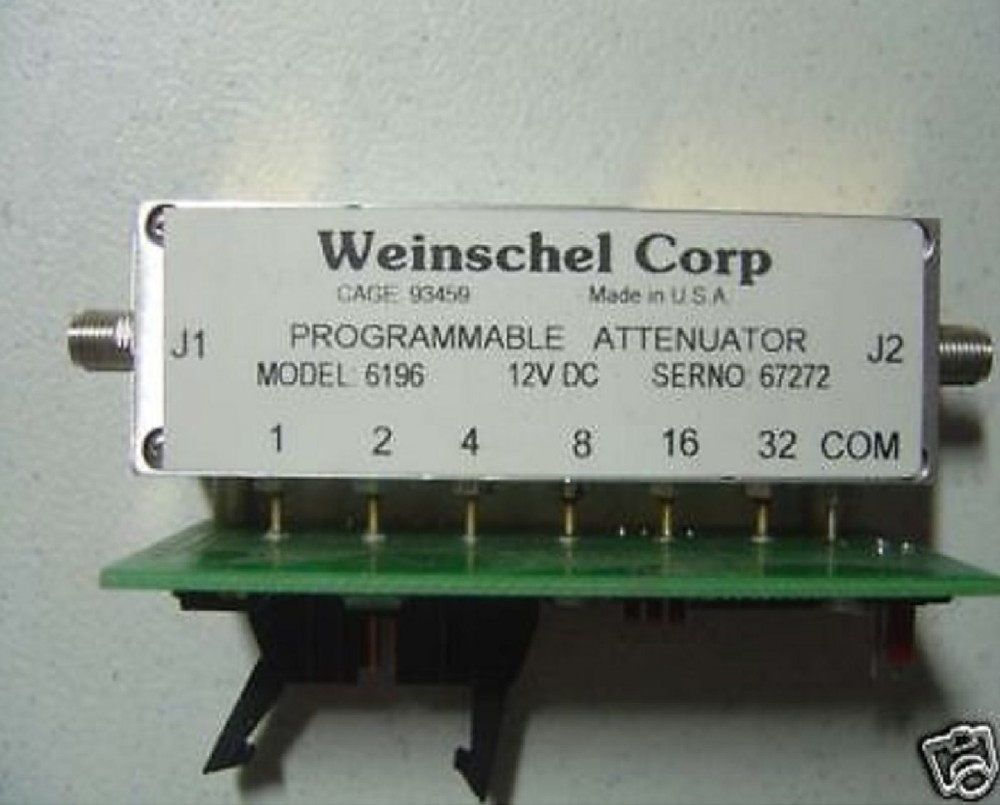 Weinschel Corp
CAGE 93459 Made in U.S.A.
J1 PROGRAMMABLE ATTENUATOR J2
MODEL 6196 12V DC SERNO 67272
1 2 4 8 16 32 COM